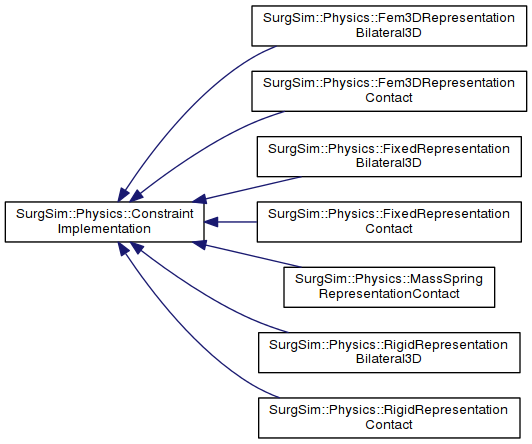 SurgSim::Physics::Fem3DRepresentation
Bilateral3D
SurgSim::Physics::Fem3DRepresentation
Contact
SurgSim::Physics::FixedRepresentation
Bilateral3D
SurgSim::Physics::Constraint
Implementation
SurgSim::Physics::FixedRepresentation
Contact
SurgSim::Physics::MassSpring
RepresentationContact
SurgSim::Physics::RigidRepresentation
Bilateral3D
SurgSim::Physics::RigidRepresentation
Contact